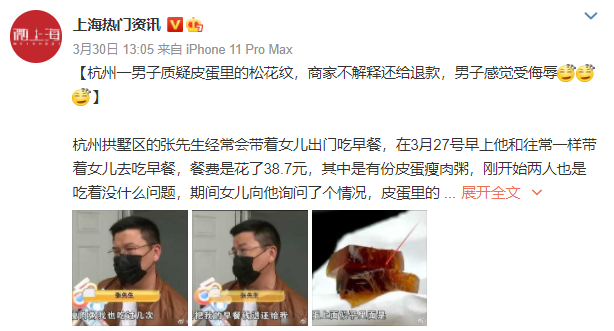 上海热门资讯
3月30日 13:05 来自 iPhone 11 Pro Max
【杭州一男子质疑皮蛋里的松花纹，商家不解释还给退款，男子感觉受侮辱
】
杭州拱墅区的张先生经常会带着女儿出门吃早餐，在3月27号早上他和往常一样带
着女儿去吃早餐，餐费是花了38.7元，其中是有份皮蛋瘦肉粥，刚开始两人也是
吃着没什么问题，期间女儿向他询问了个情况，皮蛋里的 ... 展开全文
张先生
张先生
把我的早餐钱退还给我